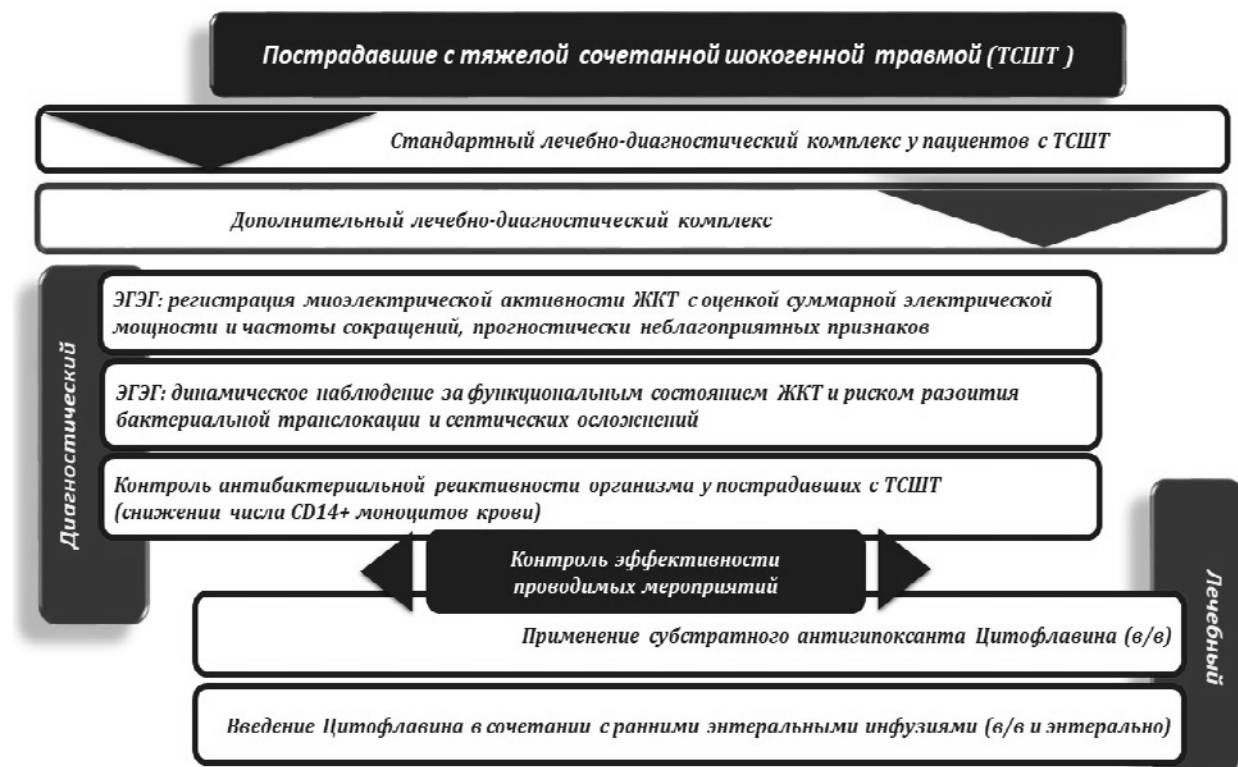 Пострадавшие с тяжелой сочетанной шокогенной травмой (ТСШТ )
Стандартный лечебно-диагностический комплекс у пациентов с ТСШТ
Дополнительный лечебно-диагностический комплекс
Диагностический
ЭГЭГ: регистрация миоэлектрической активности ЖКТ с оценкой суммарной электрической
мощности и частоты сокращений, прогностически неблагоприятных признаков
ЭГЭГ: динамическое наблюдение за функциональным состоянием ЖКТ и риском развития
бактериальной транслокации и септических осложнений
Контроль антибактериальной реактивности организма у пострадавших с ТСШТ
(снижении числа CD14+ моноцитов крови)
Контроль эффективности
проводимых мероприятий
Лечебный
Применение субстратного антигипоксанта Цитофлавина (в/в)
Введение Цитофлавина в сочетании с ранними энтеральными инфузиями (в/в и энтерально)